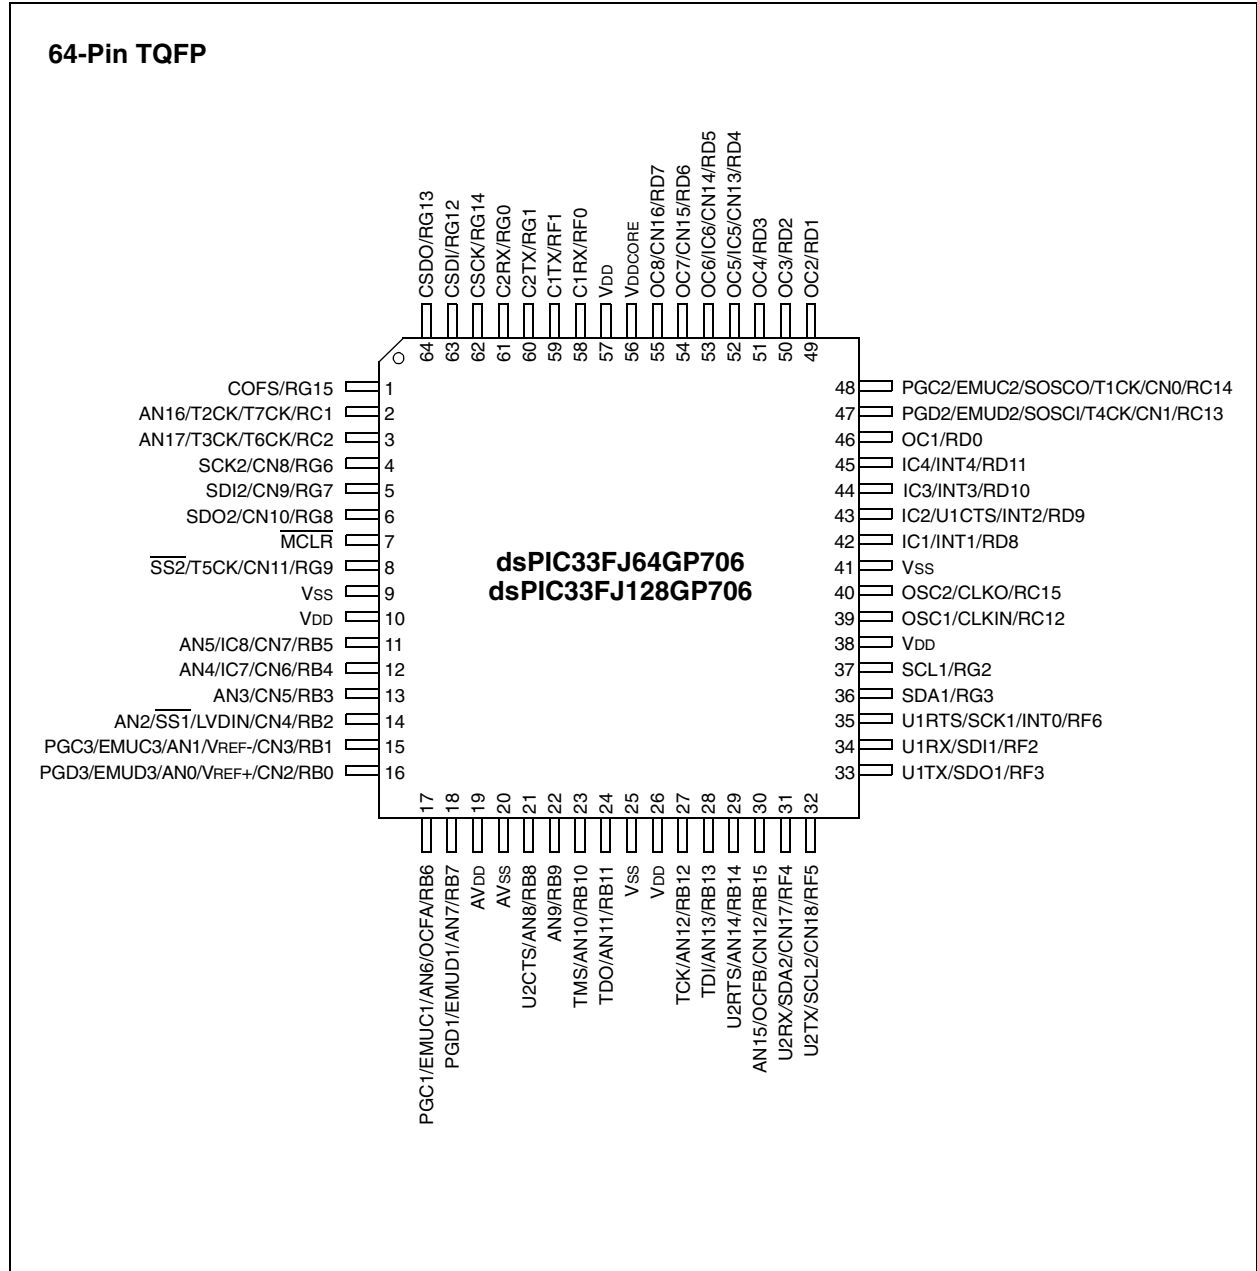 64-Pin TQFP
CSDO/RG13
CSDI/RG12
CSCK/RG14
C2RX/RG0
C2TX/RG1
C1TX/RF1
C1RX/RF0
VDD
VDDCORE
OC8/CN16/RD7
OC7/CN15/RD6
OC6/IC6/CN14/RD5
OC5/IC5/CN13/RD4
OC4/RD3
OC3/RD2
OC2/RD1
64 63 62 61 60 59 58 57 56 55 54 53 52 51 50 49
COFS/RG15 1
AN16/T2CK/T7CK/RC1 2
AN17/T3CK/T6CK/RC2 3
SCK2/CN8/RG6 4
SDI2/CN9/RG7 5
SDO2/CN10/RG8 6
MCLR 7
SS2/T5CK/CN11/RG9 8
VSS 9
VDD 10
AN5/IC8/CN7/RB5 11
AN4/IC7/CN6/RB4 12
AN3/CN5/RB3 13
AN2/SS1/LVDIN/CN4/RB2 14
PGC3/EMUC3/AN1/VREF-/CN3/RB1 15
PGD3/EMUD3/AN0/VREF+/CN2/RB0 16
dsPIC33FJ64GP706
dsPIC33FJ128GP706
48 PGC2/EMUC2/SOSCO/T1CK/CN0/RC14
47 PGD2/EMUD2/SOSCI/T4CK/CN1/RC13
46 OC1/RD0
45 IC4/INT4/RD11
44 IC3/INT3/RD10
43 IC2/U1CTS/INT2/RD9
42 IC1/INT1/RD8
41 VSS
40 OSC2/CLKO/RC15
39 OSC1/CLKIN/RC12
38 VDD
37 SCL1/RG2
36 SDA1/RG3
35 U1RTS/SCK1/INT0/RF6
34 U1RX/SDI1/RF2
33 U1TX/SDO1/RF3
17 18 19 20 21 22 23 24 25 26 27 28 29 30 31 32
PGC1/EMUC1/AN6/OCFA/RB6
PGD1/EMUD1/AN7/RB7
AVDD
AVSS
U2CTS/AN8/RB8
AN9/RB9
TMS/AN10/RB10
TDO/AN11/RB11
VSS
VDD
TCK/AN12/RB12
TDI/AN13/RB13
U2RTS/AN14/RB14
AN15/OCFB/CN12/RB15
U2RX/SDA2/CN17/RF4
U2TX/SCL2/CN18/RF5